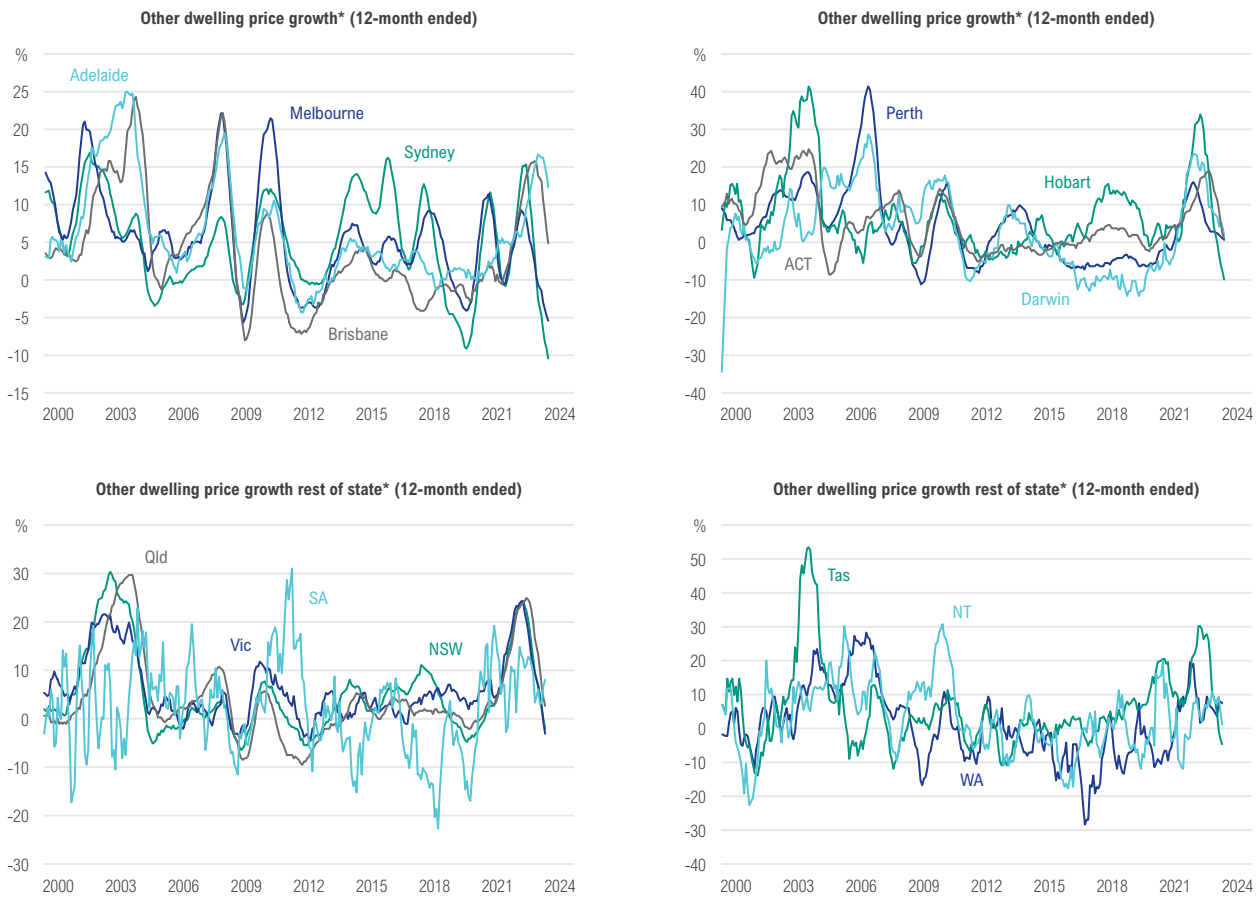 Other dwelling price growth* (12-month ended)
%
25
20
15
10
5
0
-5
-10
-15
Adelaide
Melbourne
Sydney
Brisbane
2000 2003 2006 2009 2012 2015 2018 2021 2024
Other dwelling price growth* (12-month ended)
%
40
30
20
10
0
-10
-20
-30
-40
Perth
Hobart
ACT
Darwin
2000 2003 2006 2009 2012 2015 2018 2021 2024
Other dwelling price growth rest of state* (12-month ended)
%
30
20
10
0
-10
-20
-30
Qld
SA
Vic
NSW
2000 2003 2006 2009 2012 2015 2018 2021 2024
Other dwelling price growth rest of state* (12-month ended)
%
50
40
30
20
10
0
-10
-20
-30
-40
Tas
NT
WA
2000 2003 2006 2009 2012 2015 2018 2021 2024